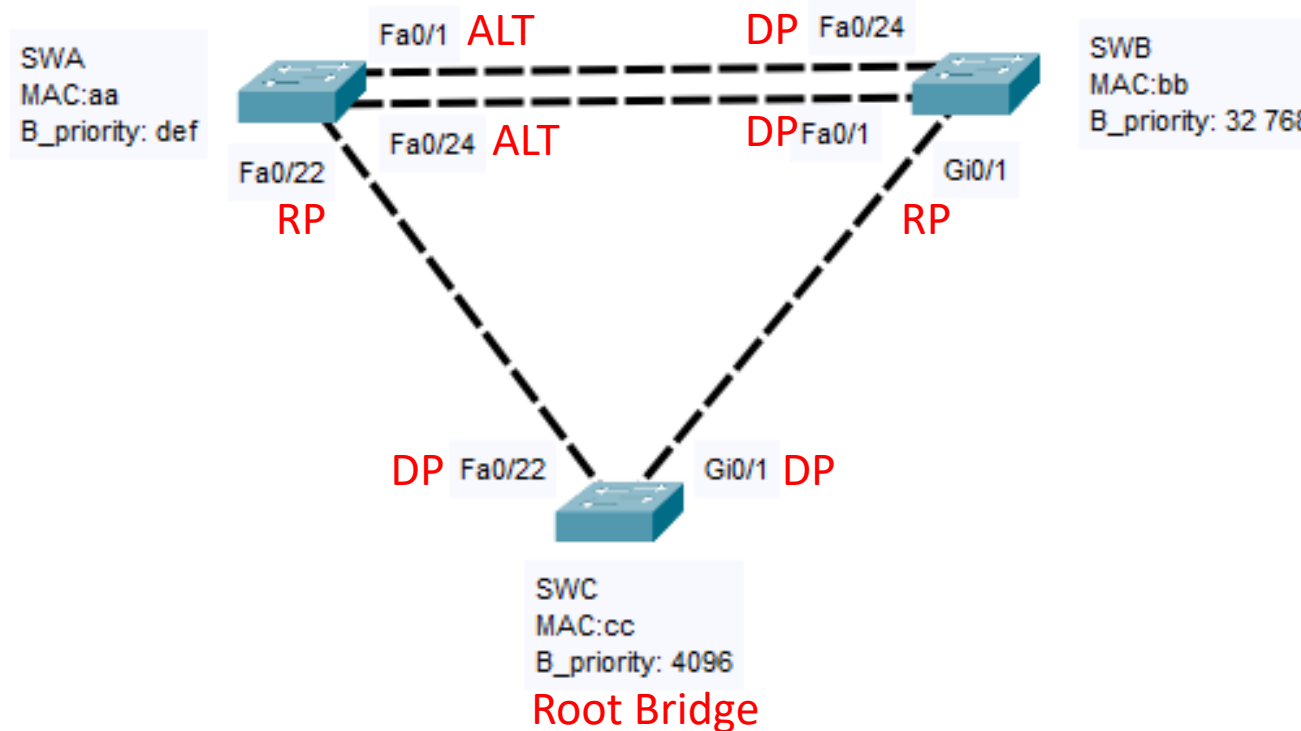 Fa0/1 ALT
DP Fa0/24
SWA
MAC:aa
B_priority: def
SWB
MAC:bb
B_priority: 32 768
Fa0/24 ALT
DP Fa0/1
Fa0/22
RP
Gi0/1
RP
DP Fa0/22
Gi0/1 DP
SWC
MAC:cc
B_priority: 4096
Root Bridge